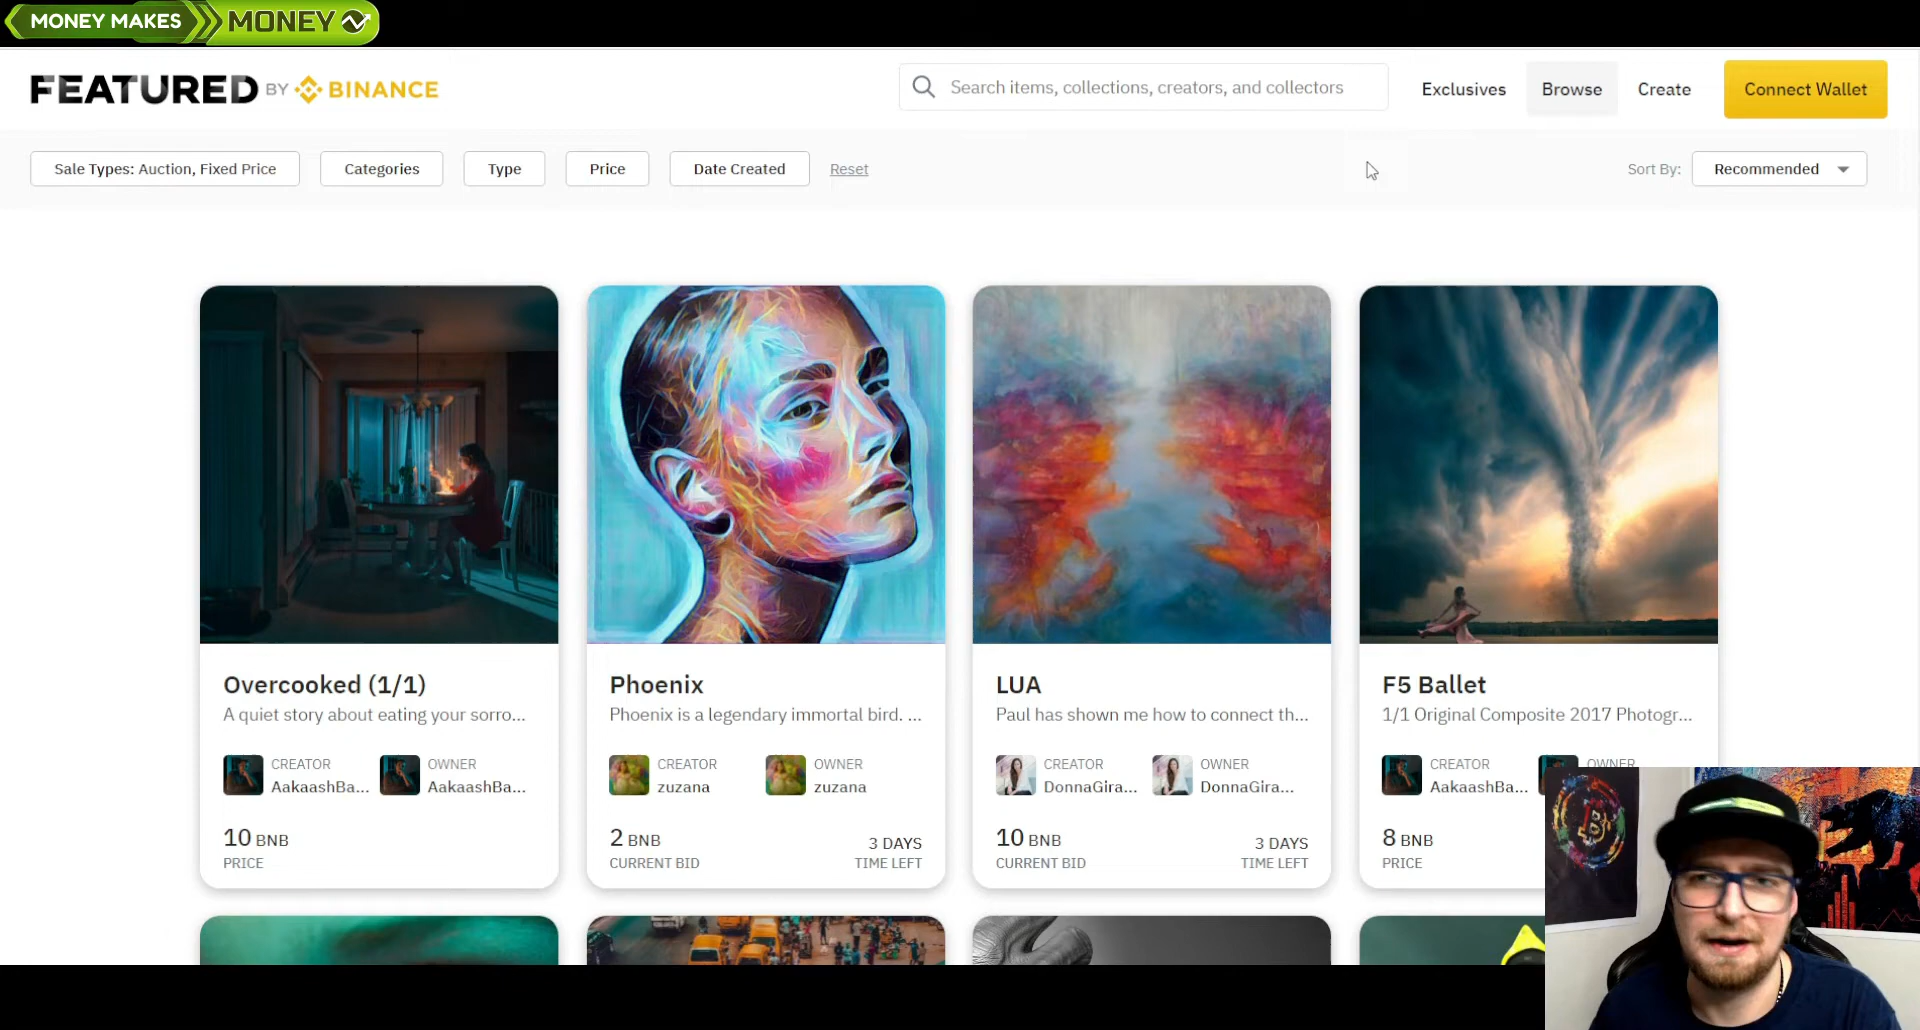 MONEY MAKES MONEY
FEATURED BY BINANCE
Search items, collections, creators, and collectors
Exclusives
Browse
Create
Connect Wallet
Sale Types: Auction, Fixed Price
Categories
Type
Price
Date Created
Reset
Sort By:
Recommended
Overcooked (1/1)
A quiet story about eating your sorro...
CREATOR
AakaashBa...
OWNER
AakaashBa...
10 BNB
PRICE
Phoenix
Phoenix is a legendary immortal bird. ...
CREATOR
zuzana
OWNER
zuzana
2 BNB
CURRENT BID
3 DAYS
TIME LEFT
LUA
Paul has shown me how to connect th...
CREATOR
DonnaGira...
OWNER
DonnaGira...
10 BNB
CURRENT BID
3 DAYS
TIME LEFT
F5 Ballet
1/1 Original Composite 2017 Photogr...
CREATOR
AakaashBa...
OWNER
8 BNB
PRICE